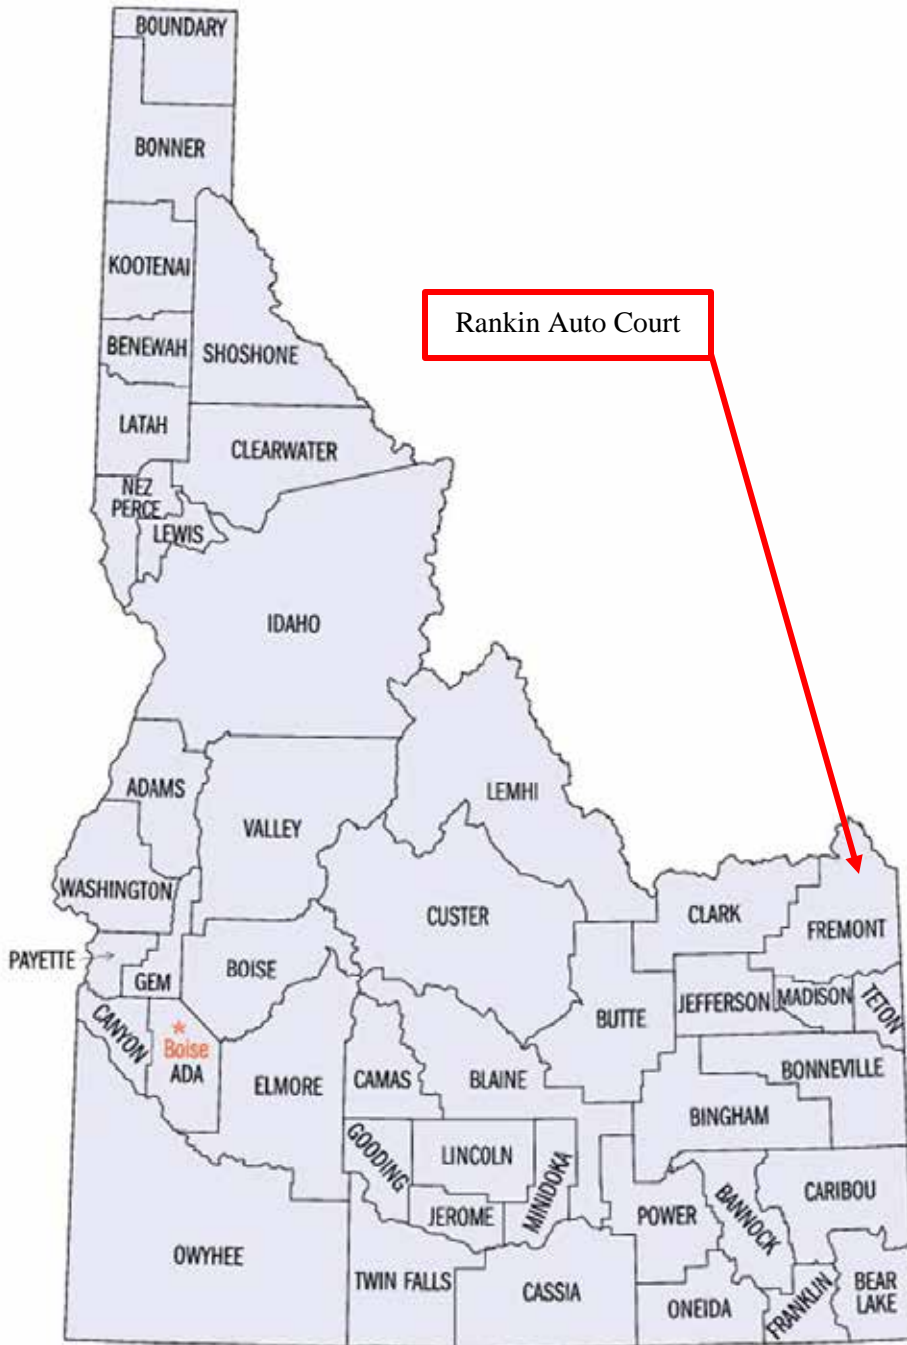 BOUNDARY
BONNER
KOOTENAI
BENEWAH
SHOSHONE
Rankin Auto Court
LATAH
CLEARWATER
NEZ
PERCE
LEWIS
IDAHO
ADAMS
LEMHI
VALLEY
WASHINGTON
CUSTER
CLARK
FREMONT
PAYETTE
GEM
BOISE
CANYON
* Boise
ADA
BUTTE
JEFFERSON
MADISON
TETON
ELMORE
CAMAS
BLAINE
BONNEVILLE
BINGHAM
GOODING
LINCOLN
MINIDOKA
JEROME
POWER
BANNOCK
CARIBOU
OWYHEE
TWIN FALLS
CASSIA
ONEIDA
FRANKLIN
BEAR
LAKE